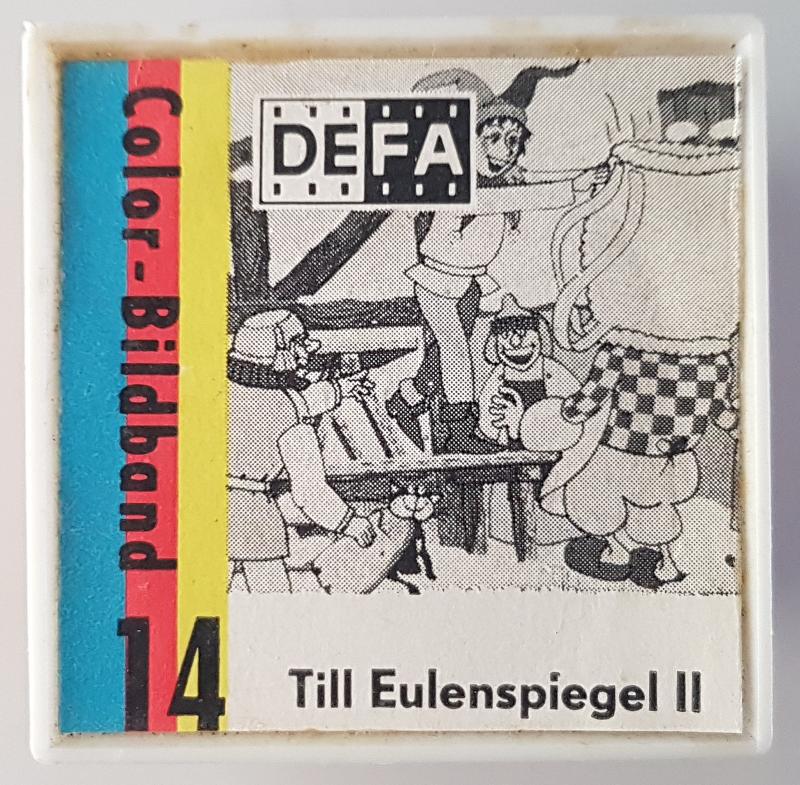 DEFA
Color-Bildband
14
Till Eulenspiegel II